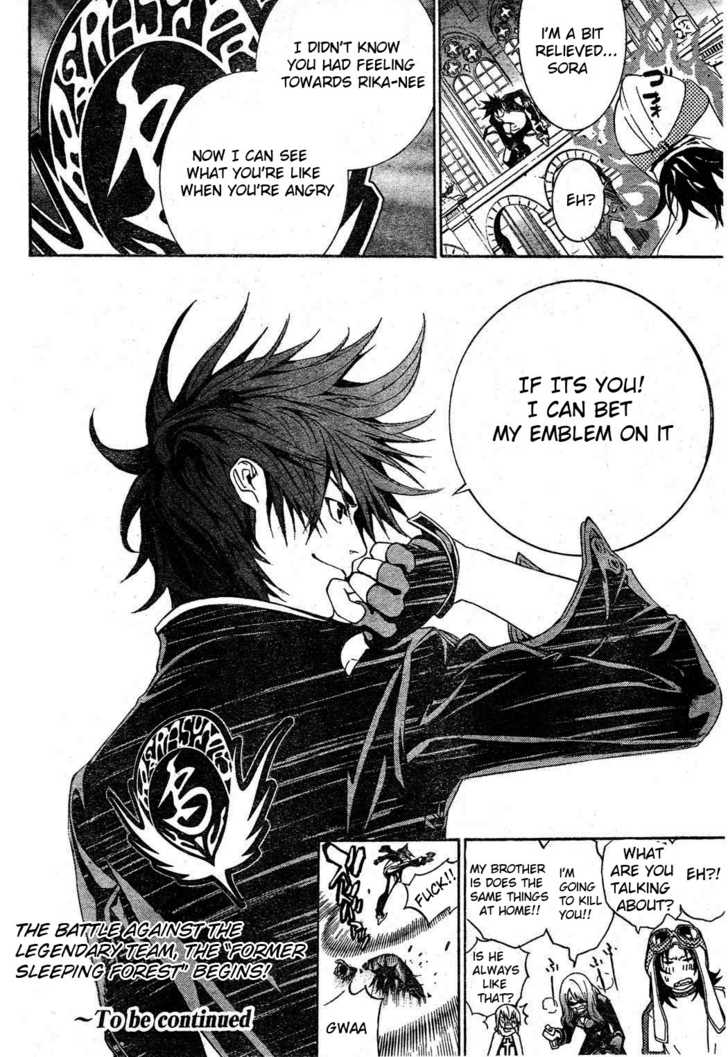 I'M A BIT
RELIEVED...
SORA
EH?
I DIDN'T KNOW
YOU HAD FEELING
TOWARDS RIKA-NEE
NOW I CAN SEE
WHAT YOU'RE LIKE
WHEN YOU'RE ANGRY
IF ITS YOU!
I CAN BET
MY EMBLEM ON IT
EH?!
WHAT
ARE YOU
TALKING
ABOUT?
I'M
GOING
TO KILL
YOU!!
MY BROTHER
IS DOES THE
SAME THINGS
AT HOME!!
IS HE
ALWAYS
LIKE
THAT?
FUCK!!
GWAA
THE BATTLE AGAINST THE
LEGENDARY TEAM, THE "FORMER
SLEEPING FOREST" BEGINS!
~To be continued